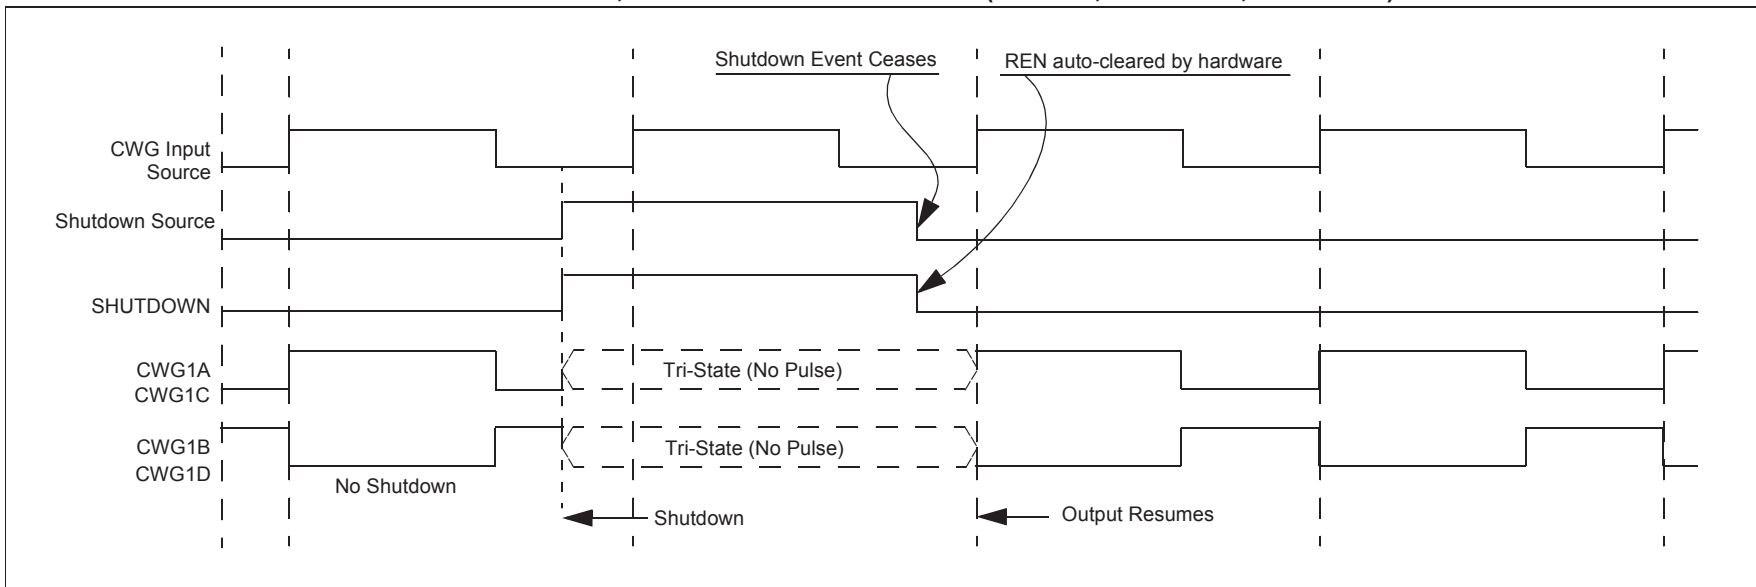 Shutdown Event Ceases
REN auto-cleared by hardware
CWG Input
Source
Shutdown Source
SHUTDOWN
CWG1A
CWG1C
Tri-State (No Pulse)
CWG1B
CWG1D
Tri-State (No Pulse)
No Shutdown
Shutdown
Output Resumes